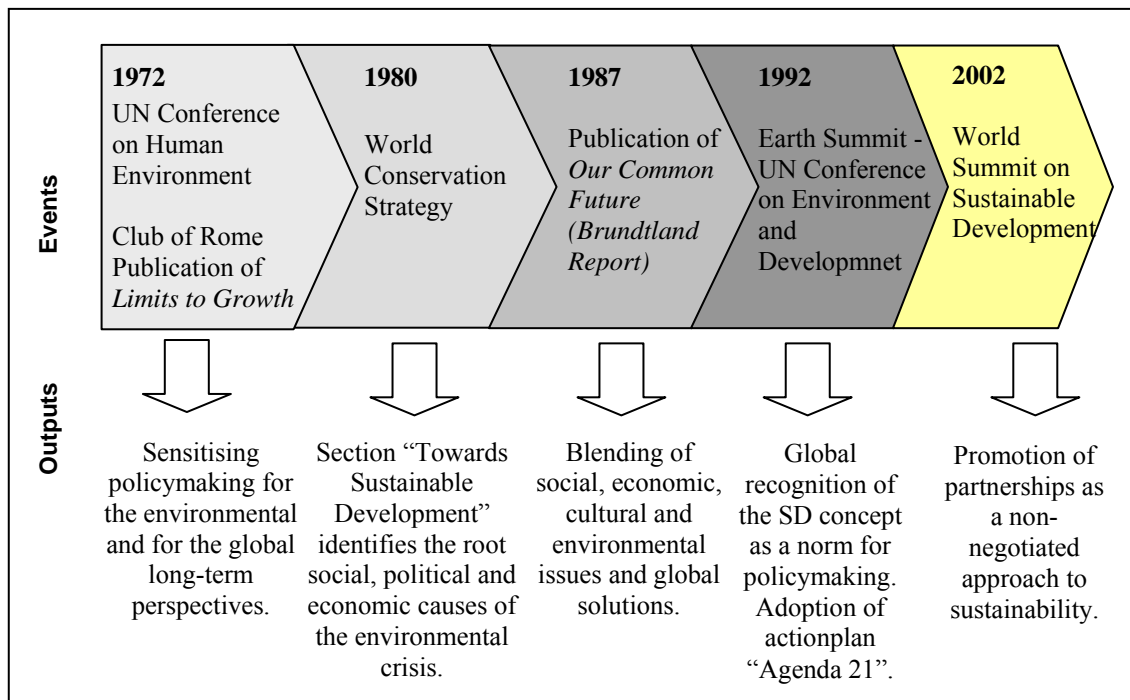 Events
1972
UN Conference
on Human
Environment
Club of Rome
Publication of
Limits to Growth
1980
World
Conservation
Strategy
1987
Publication of
Our Common
Future
(Brundtland
Report)
1992
Earth Summit -
UN Conference
on Environment
and
Developmnet
2002
World
Summit on
Sustainable
Development
Outputs
Sensitising
policymaking for
the environmental
and for the global
long-term
perspectives.
Section “Towards
Sustainable
Development”
identifies the root
social, political and
economic causes of
the environmental
crisis.
Blending of
social, economic,
cultural and
environmental
issues and global
solutions.
Global
recognition of
the SD concept
as a norm for
policymaking.
Adoption of
actionplan
“Agenda 21”.
Promotion of
partnerships as
a non-
negotiated
approach to
sustainability.